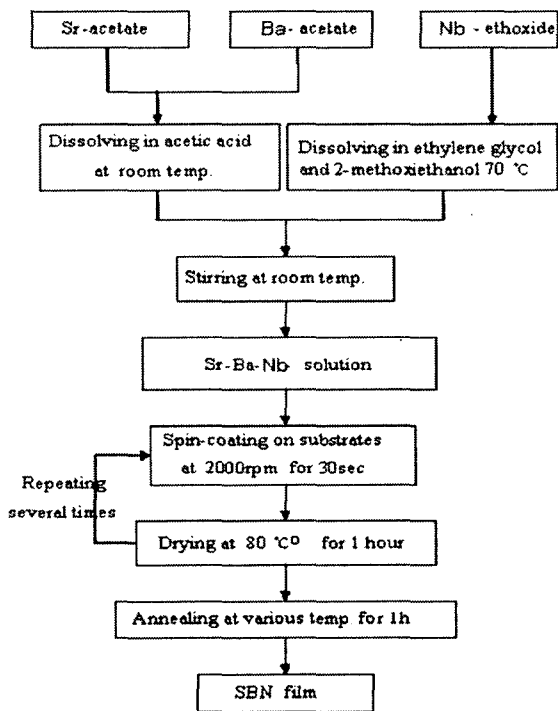 Sr-acetate
Ba- acetate
Nb - ethoxide
Dissolving in acetic acid
at room temp.
Dissolving in ethylene glycol
and 2-methoxiethanol 70 ℃
Stirring at room temp.
Sr-Ba-Nb- solution
Spin-coating on substrates
at 2000rpm for 30sec
Repeating
several times
Drying at 80 ℃º for 1 hour
Annealing at various temp for 1h
SBN film